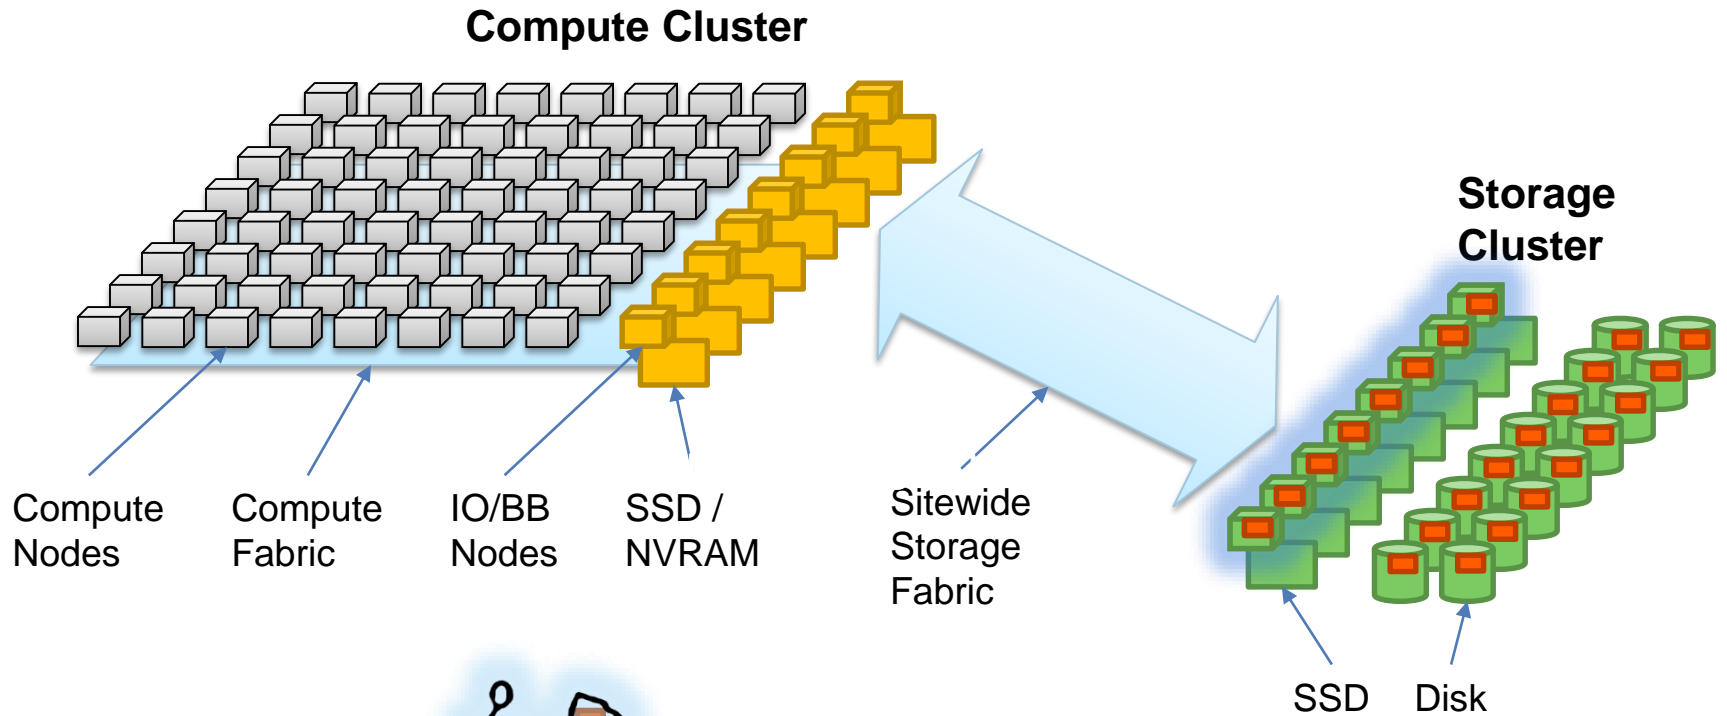 Compute Cluster
Storage
Cluster
Compute
Nodes
Compute
Fabric
IO/BB
Nodes
SSD /
NVRAM
Sitewide
Storage
Fabric
SSD
Disk